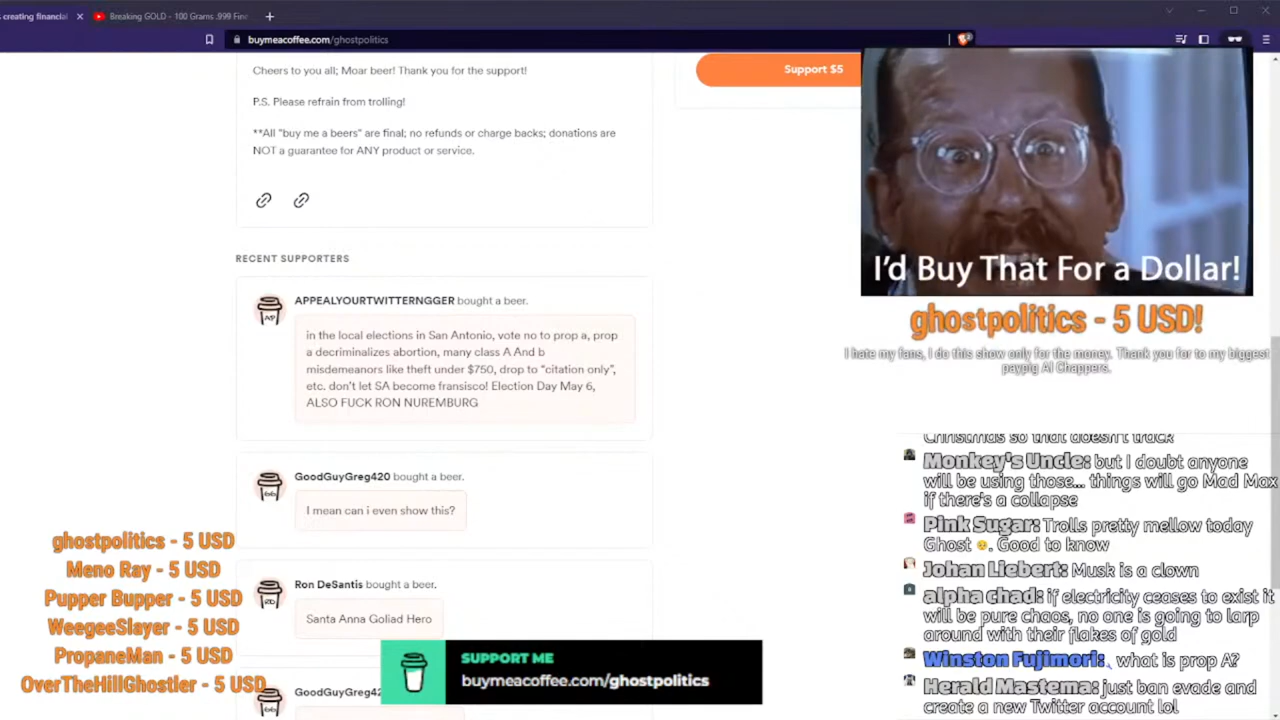 creating financial
Breaking GOLD - 100 Grams .999 Fine
buymeacoffee.com/ghostpolitics
Cheers to you all; Moar beer! Thank you for the support!
P.S. Please refrain from trolling!
**All "buy me a beers" are final; no refunds or charge backs; donations are
NOT a guarantee for ANY product or service.
RECENT SUPPORTERS
APPEALYOURTWITTERNGGER bought a beer.
in the local elections in San Antonio, vote no to prop a, prop
a decriminalizes abortion, many class A And b
misdemeanors like theft under $750, drop to "citation only",
etc. don't let SA become fransisco! Election Day May 6,
ALSO FUCK RON NUREMBURG
GoodGuyGreg420 bought a beer.
I mean can i even show this?
Ron DeSantis bought a beer.
Santa Anna Goliad Hero
GoodGuyG
Support $5
I'd Buy That For a Dollar!
ghostpolitics - 5 USD!
I hate my fans, I do this show only for the money. Thank you for to my biggest
paypig Al Chappers.
Christmas so that doesn't track
Monkey's Uncle: but I doubt anyone
will be using those... things will go Mad Max
if there's a collapse
Pink Sugar: Trolls pretty mellow today
Ghost 🥺. Good to know
Johan Liebert: Musk is a clown
alpha chad: if electricity ceases to exist it
will be pure chaos, no one is going to larp
around with their flakes of gold
Winston Fujimori: what is prop A?
Herald Mastema: just ban evade and
create a new Twitter account lol
ghostpolitics - 5 USD
Meno Ray - 5 USD
Pupper Bupper - 5 USD
WeegeeSlayer - 5 USD
PropaneMan - 5 USD
OverTheHillGhostler - 5 USD
SUPPORT ME
buymeacoffee.com/ghostpolitics